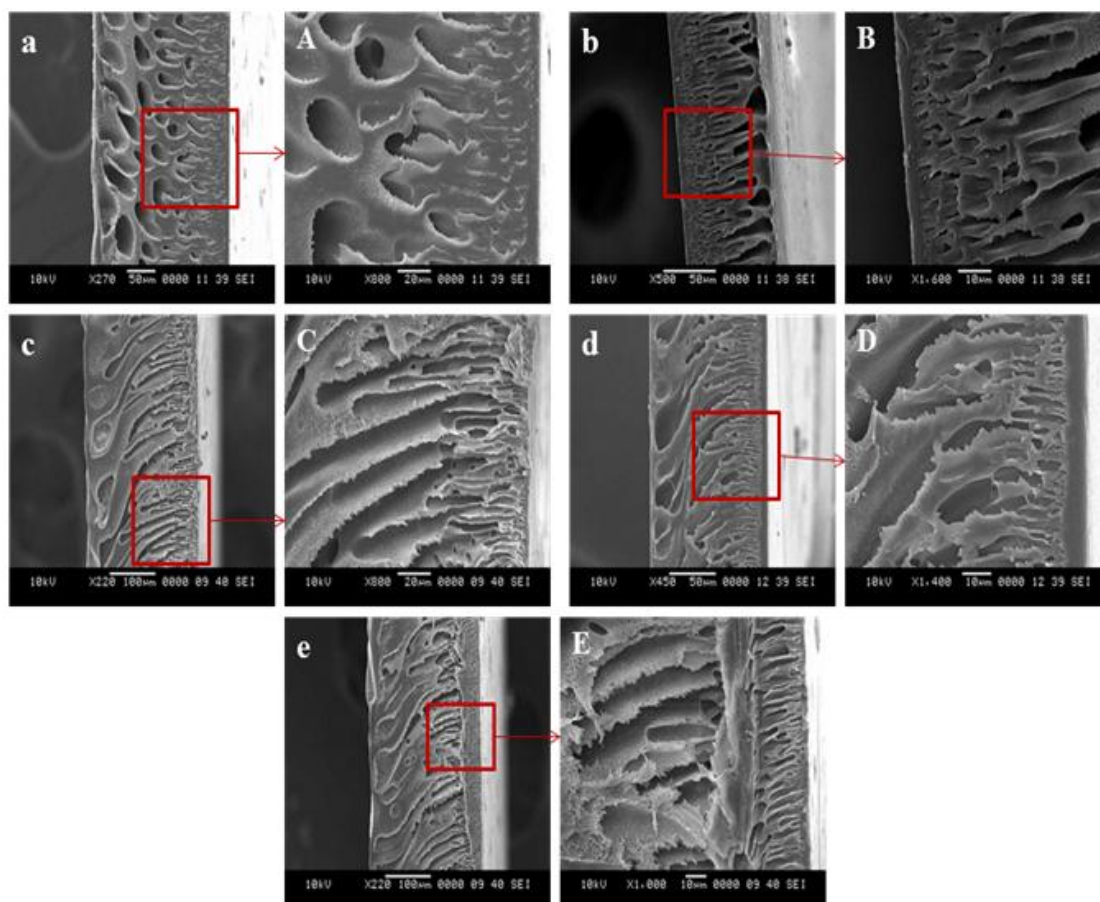 a
A
b
B
10kV X270 50µm 0000 11 39 SEI
10kV X800 20µm 0000 11 39 SEI
10kV X500 50µm 0000 11 38 SEI
10kV X1,600 10µm 0000 11 38 SEI
c
C
d
D
10kV X220 100µm 0000 09 40 SEI
10kV X800 20µm 0000 09 40 SEI
10kV X450 50µm 0000 12 39 SEI
10kV X1,400 10µm 0000 12 39 SEI
e
E
10kV X220 100µm 0000 09 40 SEI
10kV X1,000 10µm 0000 09 40 SEI